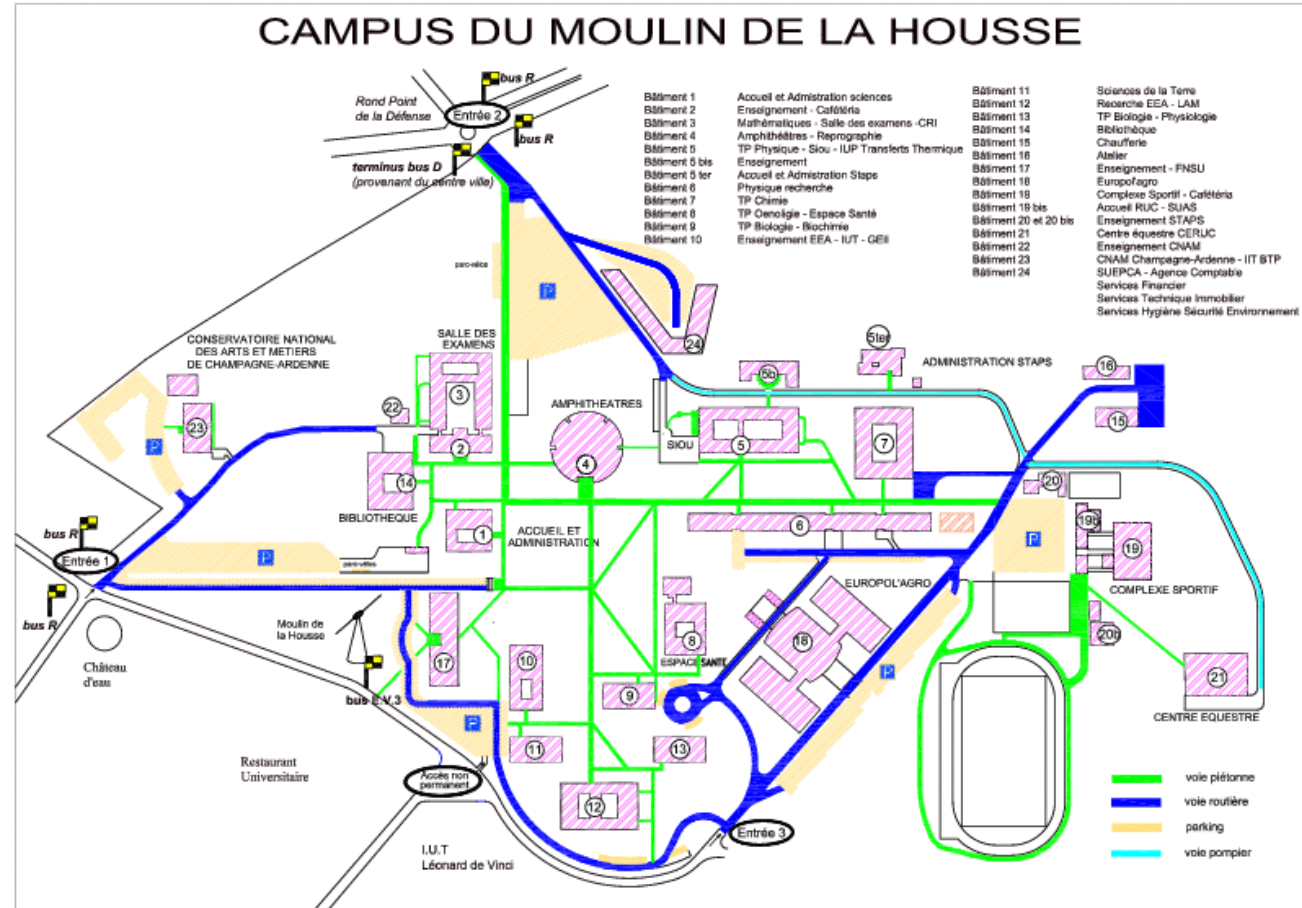 CAMPUS DU MOULIN DE LA HOUSSE
bus R
Rond Point
de la Défense
Entrée 2
bus R
terminus bus D
(provenant du centre ville)
Bâtiment 1 Accueil et Admistration sciences
Bâtiment 2 Enseignement - Cafétéria
Bâtiment 3 Mathématiques - Salle des examens -CRI
Bâtiment 4 Amphithéâtres - Reprographie
Bâtiment 5 TP Physique - Siou - IUP Transferts Thermique
Bâtiment 5 bis Enseignement
Bâtiment 5 ter Accueil et Admistration Staps
Bâtiment 6 Physique recherche
Bâtiment 7 TP Chimie
Bâtiment 8 TP Oenoligie - Espace Santé
Bâtiment 9 TP Biologie - Biochimie
Bâtiment 10 Enseignement EEA - IUT - GEII
Bâtiment 11 Sciences de la Terre
Bâtiment 12 Recerche EEA - LAM
Bâtiment 13 TP Biologie - Physiologie
Bâtiment 14 Bibliothèque
Bâtiment 15 Chaufferie
Bâtiment 16 Atelier
Bâtiment 17 Enseignement - FNSU
Bâtiment 18 Europol'agro
Bâtiment 19 Complexe Sportif - Cafétéria
Bâtiment 19 bis Accueil RUC - SUAS
Bâtiment 20 et 20 bis Enseignement STAPS
Bâtiment 21 Centre équestre CERUC
Bâtiment 22 Enseignement CNAM
Bâtiment 23 CNAM Champagne-Ardenne - IIT BTP
Bâtiment 24 SUEPCA - Agence Comptable
Services Financier
Services Technique Immobilier
Services Hygiène Sécurité Environnement
parc-vélos
P
CONSERVATOIRE NATIONAL
DES ARTS ET METIERS
DE CHAMPAGNE-ARDENNE
SALLE DES
EXAMENS
24
5ter
ADMINISTRATION STAPS
16
5b
3
22
AMPHITHEATRES
15
23
P
2
4
SIOU
5
7
14
20
BIBLIOTHEQUE
1
ACCUEIL ET
ADMINISTRATION
6
19b
19
P
bus R
Entrée 1
P
parc-vélos
EUROPOL'AGRO
COMPLEXE SPORTIF
bus R
Moulin de
la Housse
Château
d'eau
17
10
8
18
20b
ESPACE SANTE
P
21
9
bus E.V.3
P
CENTRE EQUESTRE
11
13
Restaurant
Universitaire
Accès non
permanent
12
Entrée 3
I.U.T
Léonard de Vinci
voie piétonne
voie routière
parking
voie pompier